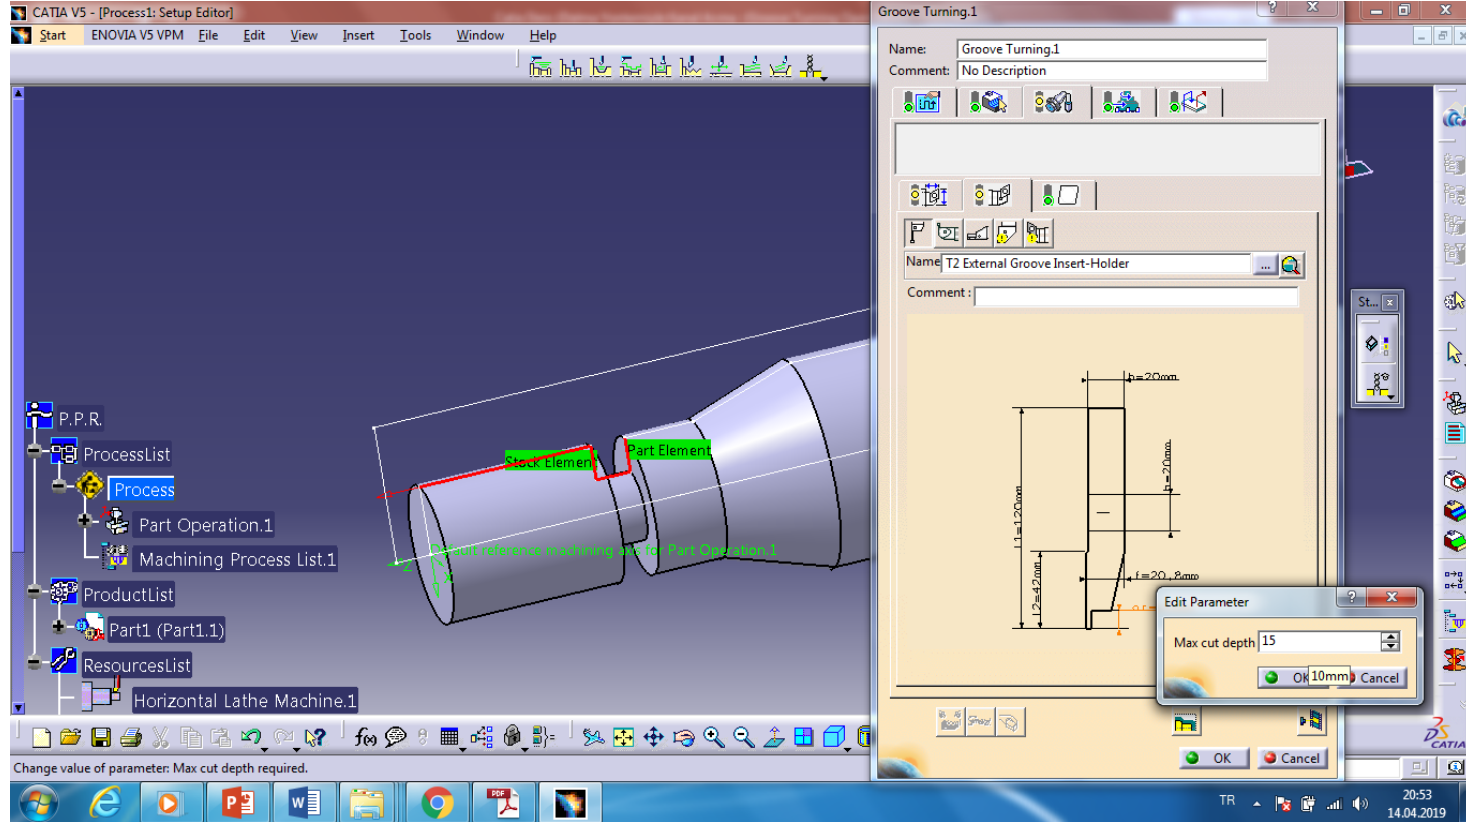 CATIA V5 - [Process1: Setup Editor]
Start ENOVIA V5 VPM File Edit View Insert Tools Window Help
P.P.R.
ProcessList
Process
Part Operation.1
Machining Process List.1
ProductList
Part1 (Part1.1)
ResourcesList
Horizontal Lathe Machine.1
Stock Element
Part Element
Default reference machining axis for Part Operation.1
Z
X
Groove Turning.1
Name: Groove Turning.1
Comment: No Description
Name T2 External Groove Insert-Holder ...
Comment :
b=20mm
h=20mm
l1=120mm
l2=42mm
f=20,8mm
OK Cancel
St...
Edit Parameter
Max cut depth 15
OK 10mm Cancel
Change value of parameter: Max cut depth required.
CATIA
TR
20:53
14.04.2019